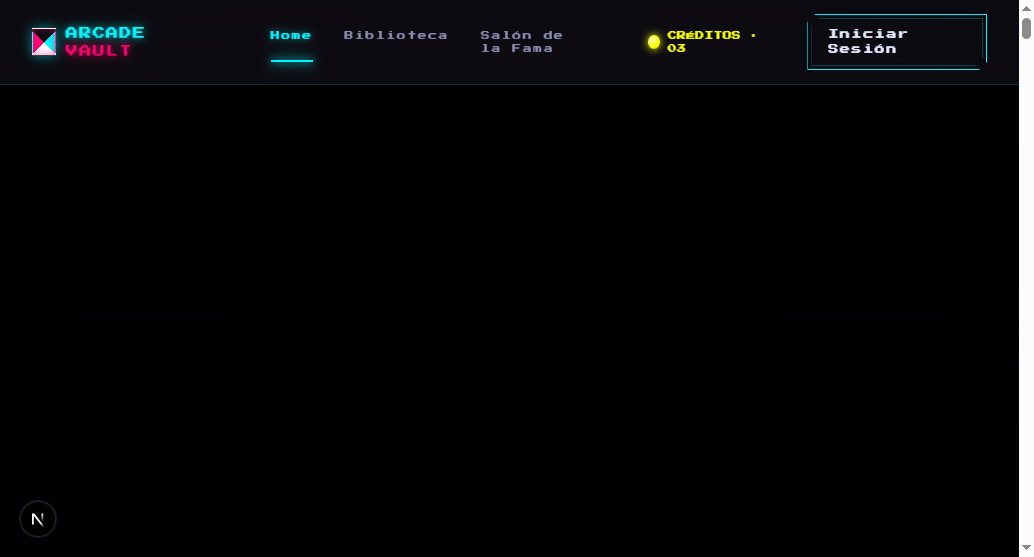 ARCADE
VAULT
Home
Biblioteca
Salón de
la Fama
CRéDITOS ·
03
Iniciar
Sesión
N